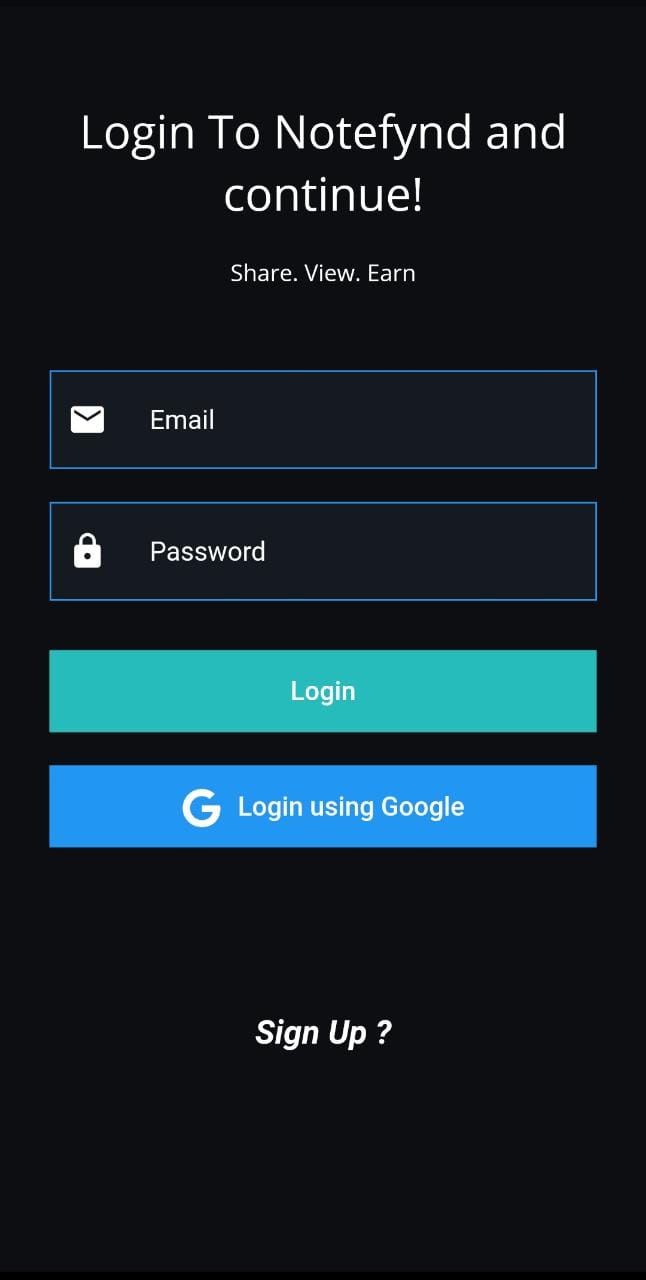 Login To Notefynd and
continue!
Share. View. Earn
Email
Password
Login
Login using Google
Sign Up ?